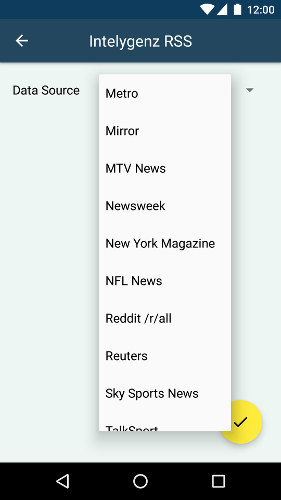 12:00
Intelygenz RSS
Data Source
Metro
Mirror
MTV News
Newsweek
New York Magazine
NFL News
Reddit /r/all
Reuters
Sky Sports News
TalkSport